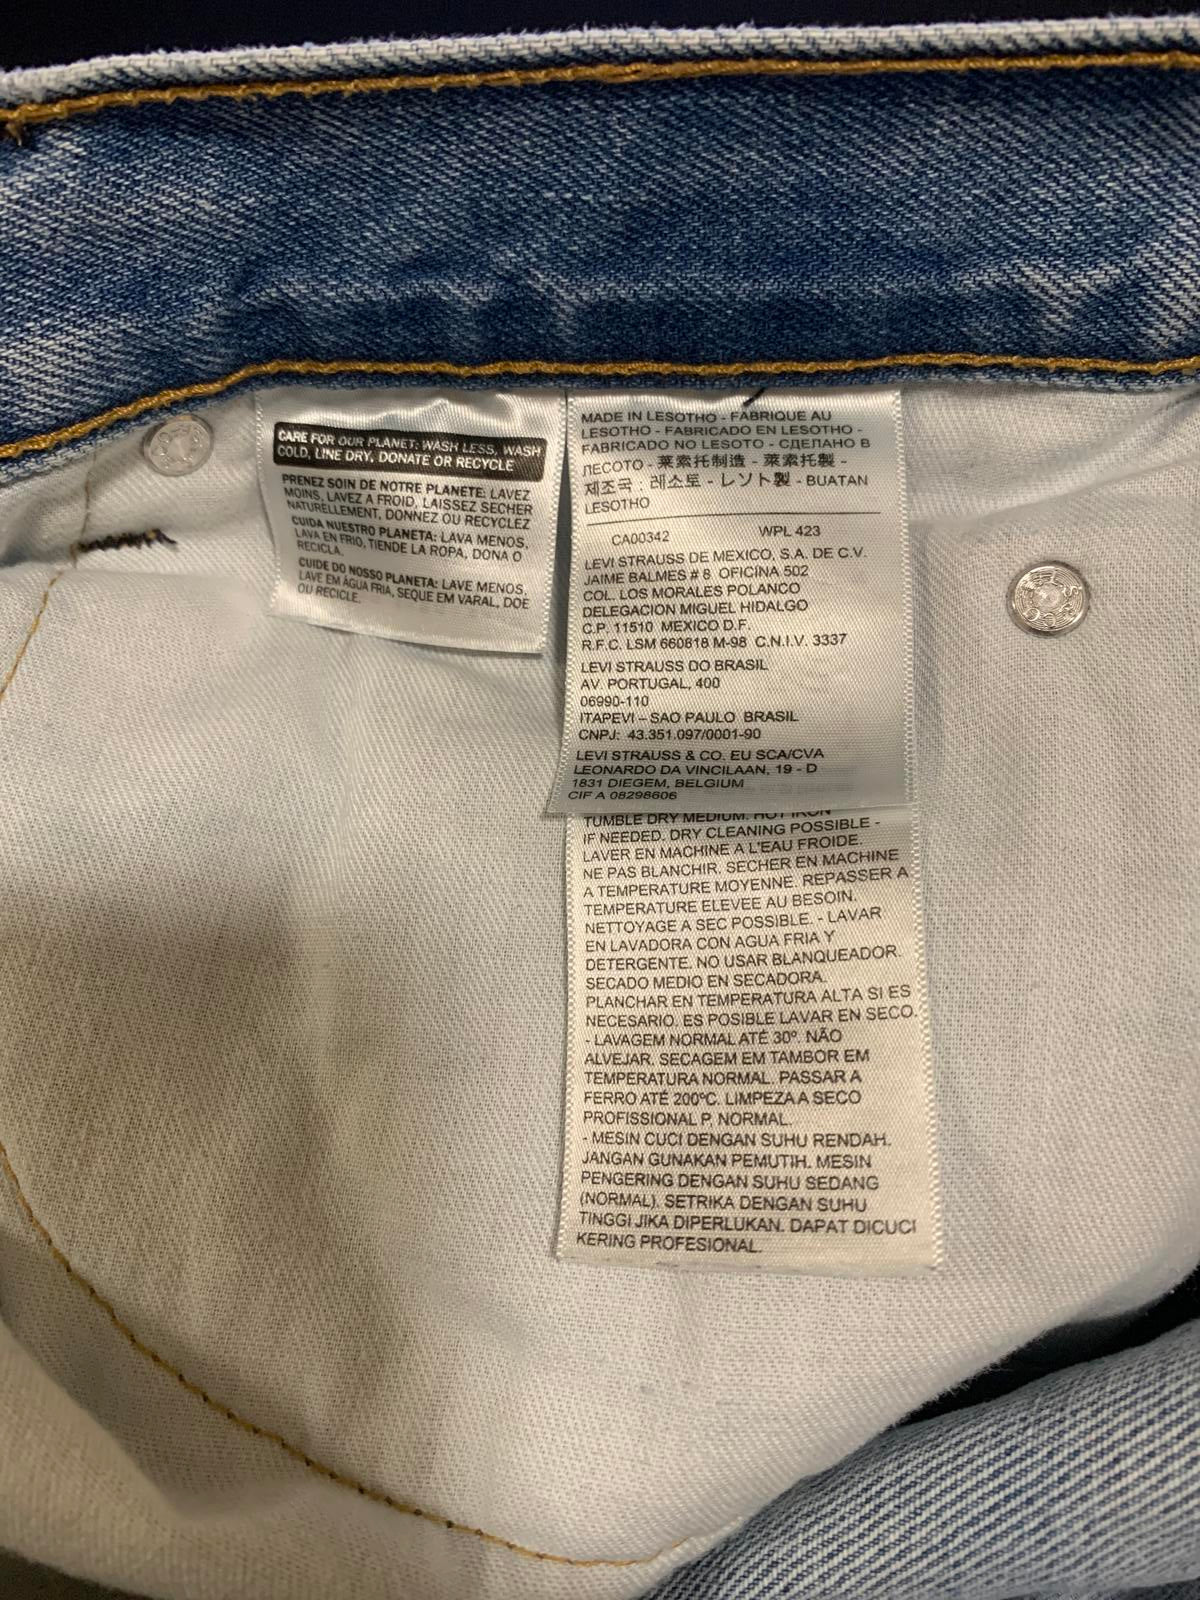 CARE FOR OUR PLANET: WASH LESS, WASH
COLD, LINE DRY, DONATE OR RECYCLE
PRENEZ SOIN DE NOTRE PLANETE: LAVEZ
MOINS, LAVEZ A FROID, LAISSEZ SECHER
NATURELLEMENT, DONNEZ OU RECYCLEZ
CUIDA NUESTRO PLANETA: LAVA MENOS,
LAVA EN FRIO, TIENDE LA ROPA, DONA O
RECICLA.
CUIDE DO NOSSO PLANETA: LAVE MENOS,
LAVE EM ÁGUA FRIA, SEQUE EM VARAL, DOE
OU RECICLE.
MADE IN LESOTHO - FABRIQUE AU
LESOTHO - FABRICADO EN LESOTHO -
FABRICADO NO LESOTO - СДЕЛАНО В
ЛЕСОТО - 莱索托制造 - 萊索托製 -
제조국 : 레소토 - レソト製 - BUATAN
LESOTHO
CA00342 WPL 423
LEVI STRAUSS DE MEXICO, S.A. DE C.V.
JAIME BALMES # 8 OFICINA 502
COL. LOS MORALES POLANCO
DELEGACION MIGUEL HIDALGO
C.P. 11510 MEXICO D.F.
R.F.C. LSM 660818 M-98 C.N.I.V. 3337
LEVI STRAUSS DO BRASIL
AV. PORTUGAL, 400
06990-110
ITAPEVI – SAO PAULO BRASIL
CNPJ: 43.351.097/0001-90
LEVI STRAUSS & CO. EU SCA/CVA
LEONARDO DA VINCILAAN, 19 - D
1831 DIEGEM, BELGIUM
CIF A 08298606
TUMBLE DRY MEDIUM. HOT IRON
IF NEEDED. DRY CLEANING POSSIBLE -
LAVER EN MACHINE A L'EAU FROIDE.
NE PAS BLANCHIR. SECHER EN MACHINE
A TEMPERATURE MOYENNE. REPASSER A
TEMPERATURE ELEVEE AU BESOIN.
NETTOYAGE A SEC POSSIBLE. - LAVAR
EN LAVADORA CON AGUA FRIA Y
DETERGENTE. NO USAR BLANQUEADOR.
SECADO MEDIO EN SECADORA.
PLANCHAR EN TEMPERATURA ALTA SI ES
NECESARIO. ES POSIBLE LAVAR EN SECO.
- LAVAGEM NORMAL ATÉ 30º. NÃO
ALVEJAR. SECAGEM EM TAMBOR EM
TEMPERATURA NORMAL. PASSAR A
FERRO ATÉ 200ºC. LIMPEZA A SECO
PROFISSIONAL P. NORMAL.
- MESIN CUCI DENGAN SUHU RENDAH.
JANGAN GUNAKAN PEMUTIH. MESIN
PENGERING DENGAN SUHU SEDANG
(NORMAL). SETRIKA DENGAN SUHU
TINGGI JIKA DIPERLUKAN. DAPAT DICUCI
KERING PROFESIONAL.